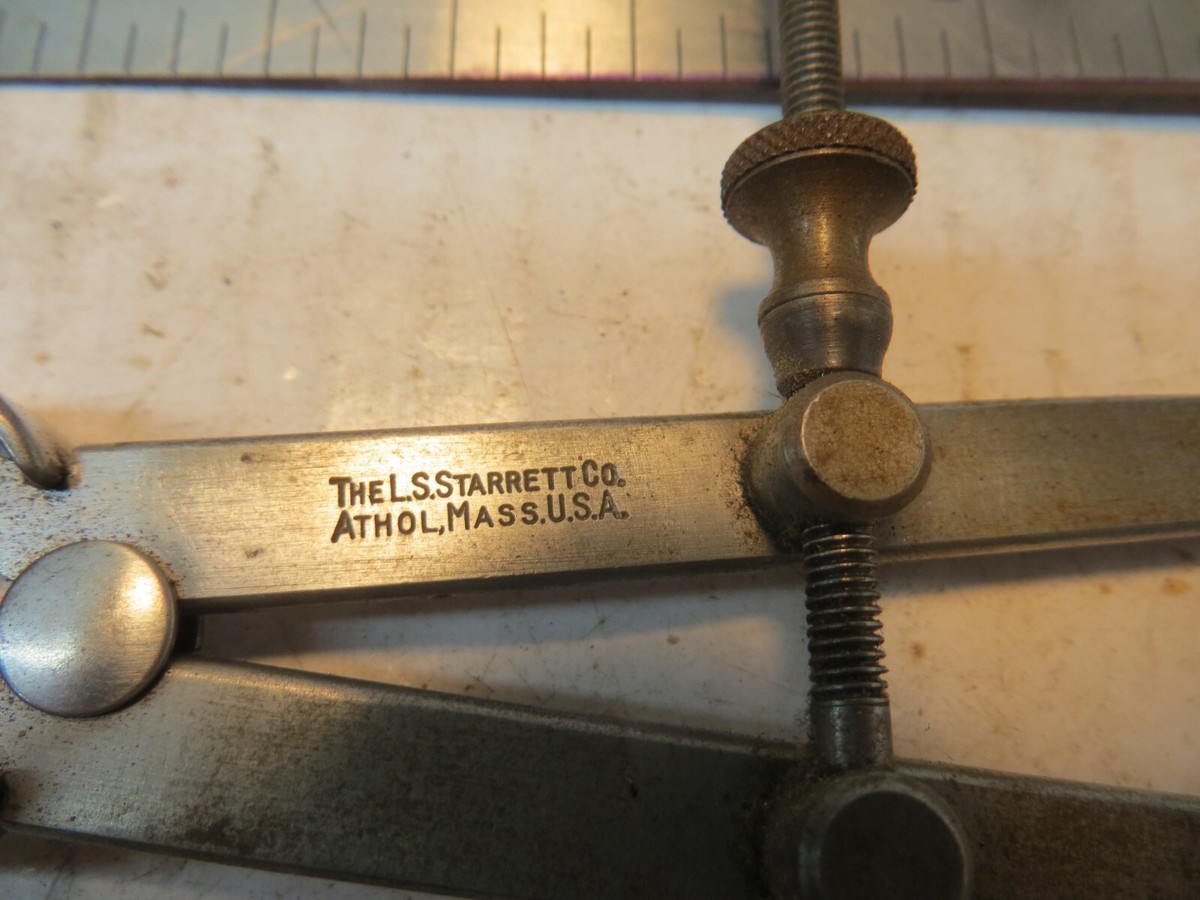 THE L.S.STARRETT CO.
ATHOL, MASS.U.S.A.